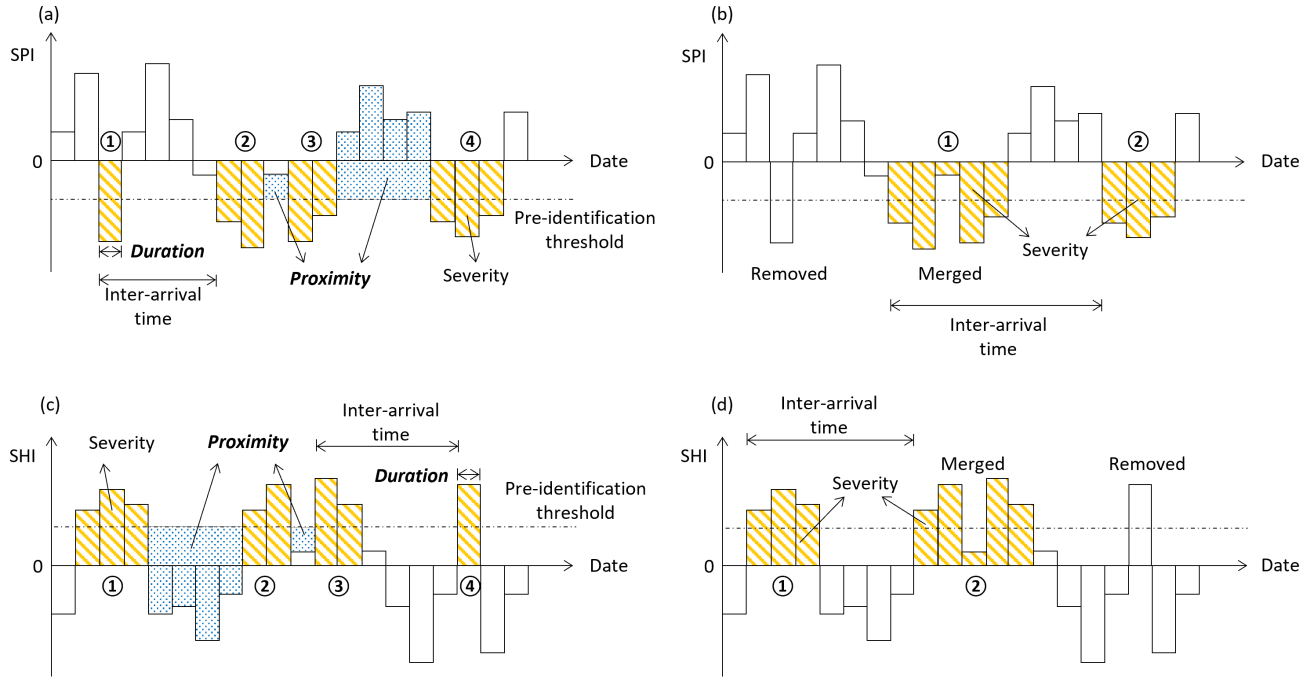 (a)
SPI
①
②
③
④
0
Date
Pre-identification
threshold
Duration
Proximity
Severity
Inter-arrival
time
(b)
SPI
①
②
0
Date
Severity
Removed
Merged
Inter-arrival
time
(c)
Inter-arrival
time
Severity
Proximity
SHI
Duration
Pre-identification
threshold
0
Date
①
②
③
④
(d)
Inter-arrival
time
SHI
Merged
Removed
Severity
0
Date
①
②